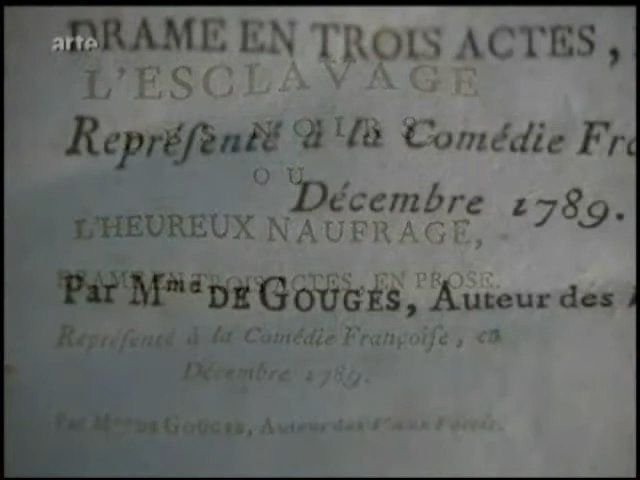 arte
DRAME EN TROIS ACTES,
L'ESCLAVAGE
NOIRS
Repréſenté à la Comédie Fra
OU
Décembre 1789.
L'HEUREUX NAUFRAGE,
DRAME EN TROIS ACTES, EN PROSE.
Par Mme DE GOUGES, Auteur des
Repréſenté à la Comédie Françoiſe, en
Décembre 1789.
Par Mme DE GOUGES, Auteur des